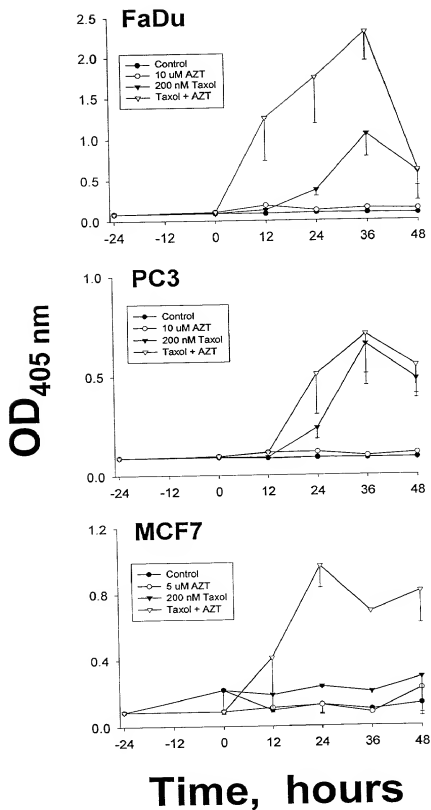 FaDu
2.5
2.0
1.5
1.0
0.5
0.0
Control
10 uM AZT
200 nM Taxol
Taxol + AZT
-24 -12 0 12 24 36 48
PC3
1.0
0.5
0.0
Control
10 uM AZT
200 nM Taxol
Taxol + AZT
-24 -12 0 12 24 36 48
OD405 nm
MCF7
1.2
0.8
0.4
0.0
Control
5 uM AZT
200 nM Taxol
Taxol + AZT
-24 -12 0 12 24 36 48
Time, hours